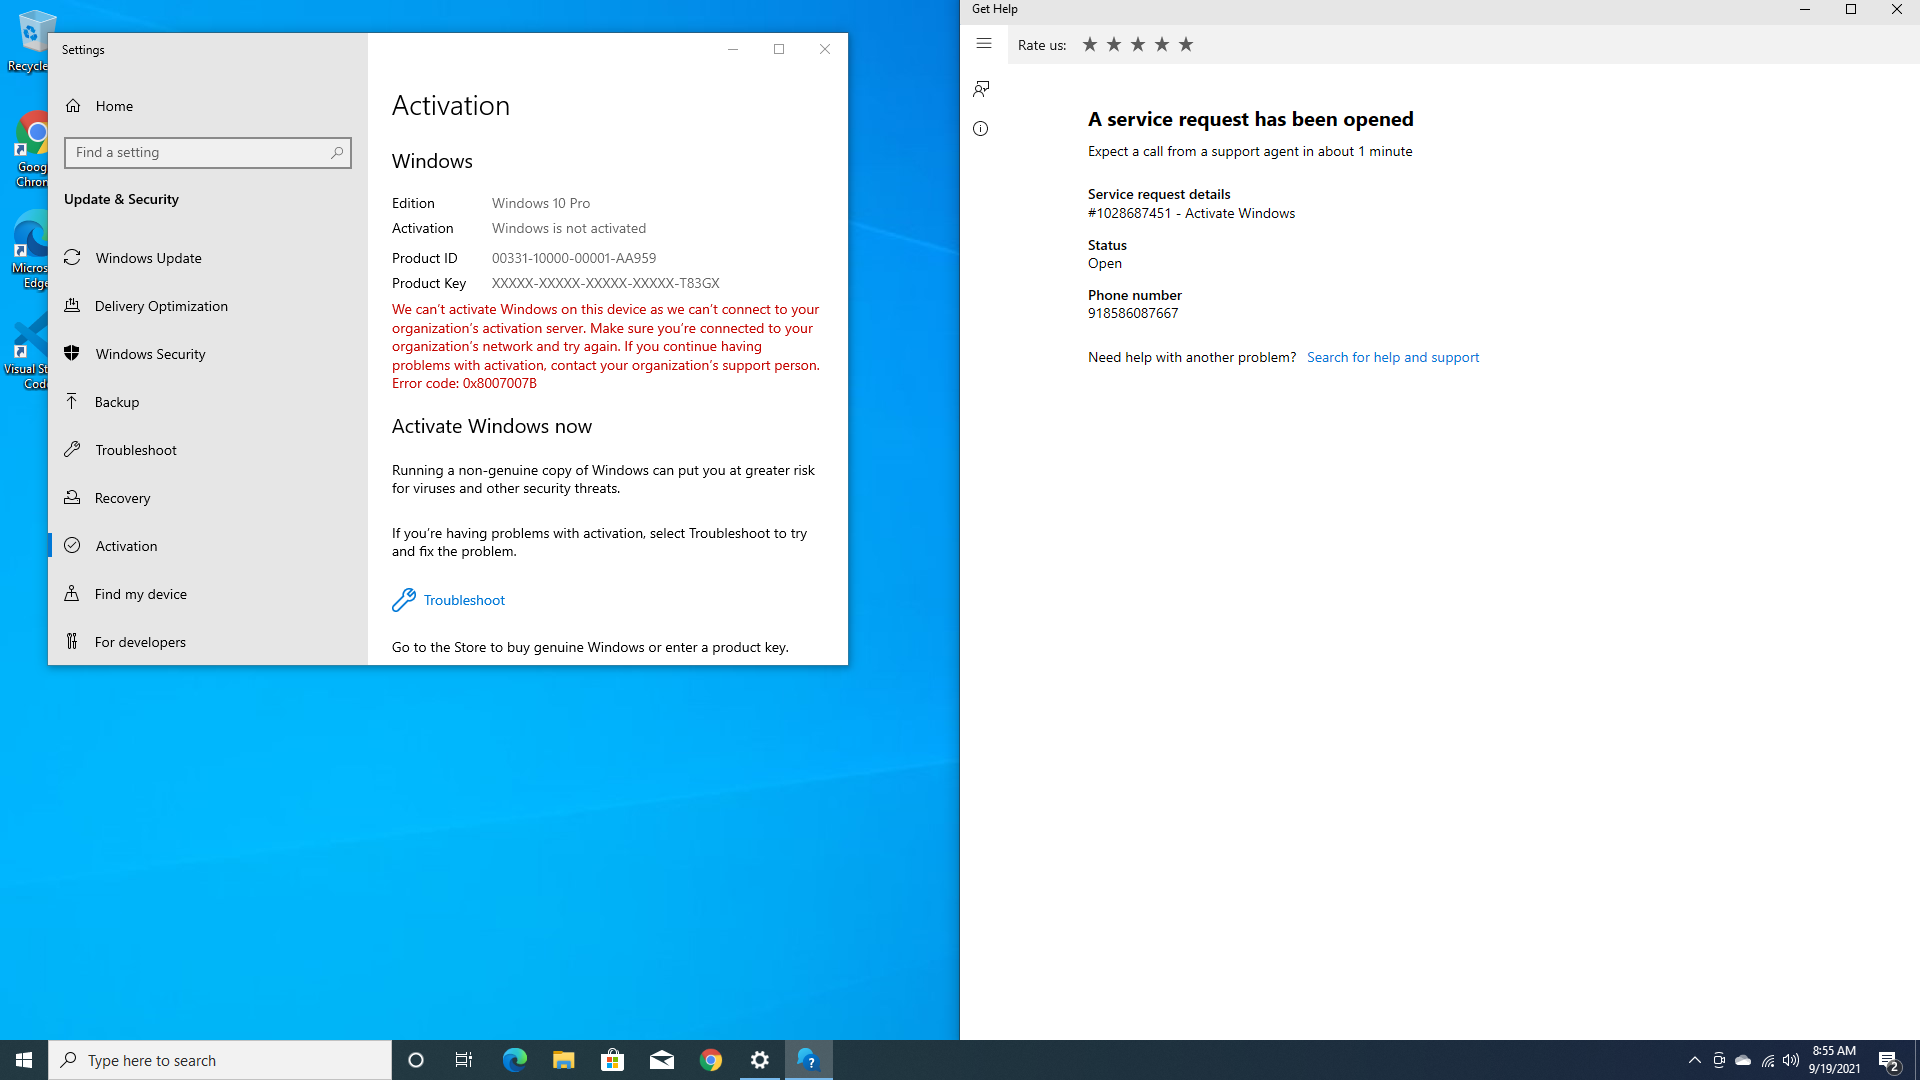 Recycle
Goog
Chrom
Micros
Edge
Visual St
Code
Settings
Home
Find a setting
Update & Security
Windows Update
Delivery Optimization
Windows Security
Backup
Troubleshoot
Recovery
Activation
Find my device
For developers
Activation
Windows
Edition Windows 10 Pro
Activation Windows is not activated
Product ID 00331-10000-00001-AA959
Product Key XXXXX-XXXXX-XXXXX-XXXXX-T83GX
We can't activate Windows on this device as we can't connect to your
organization's activation server. Make sure you're connected to your
organization's network and try again. If you continue having
problems with activation, contact your organization's support person.
Error code: 0x8007007B
Activate Windows now
Running a non-genuine copy of Windows can put you at greater risk
for viruses and other security threats.
If you're having problems with activation, select Troubleshoot to try
and fix the problem.
Troubleshoot
Go to the Store to buy genuine Windows or enter a product key.
Get Help
Rate us:
A service request has been opened
Expect a call from a support agent in about 1 minute
Service request details
#1028687451 - Activate Windows
Status
Open
Phone number
918586087667
Need help with another problem? Search for help and support
Type here to search
8:55 AM
9/19/2021
2